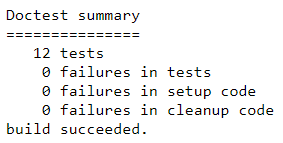 Doctest summary
===============
   12 tests
    0 failures in tests
    0 failures in setup code
    0 failures in cleanup code
build succeeded.